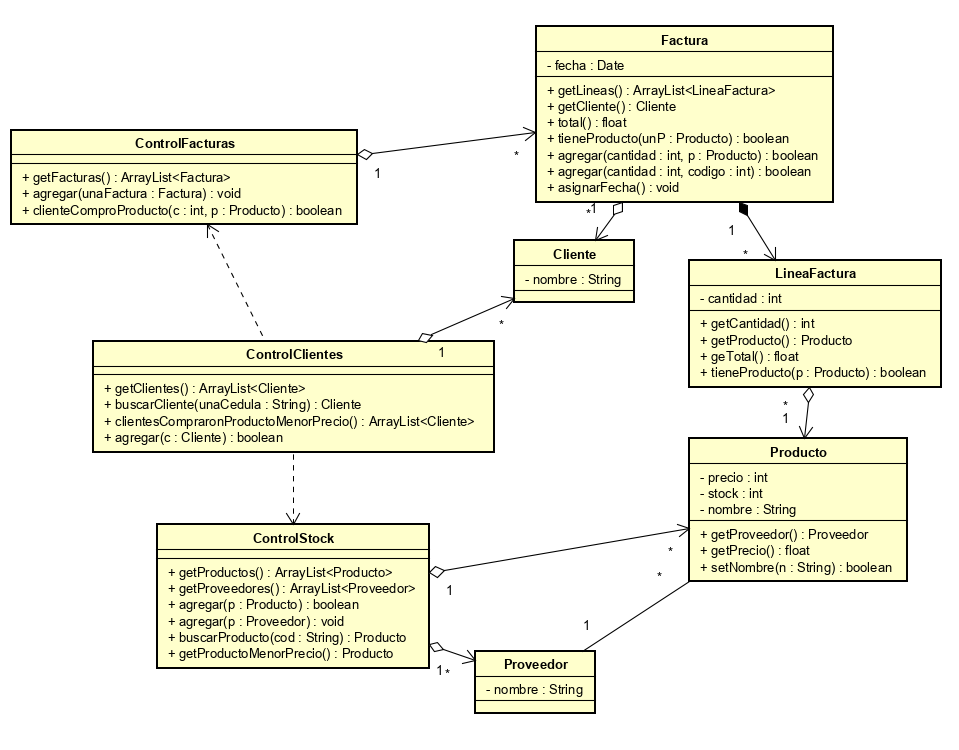 Factura
- fecha : Date
+ getLineas() : ArrayList<LineaFactura>
+ getCliente() : Cliente
+ total() : float
+ tieneProducto(unP : Producto) : boolean
+ agregar(cantidad : int, p : Producto) : boolean
+ agregar(cantidad : int, codigo : int) : boolean
+ asignarFecha() : void
ControlFacturas
+ getFacturas() : ArrayList<Factura>
+ agregar(unaFactura : Factura) : void
+ clienteComproProducto(c : int, p : Producto) : boolean
1
*
*
1
1
*
Cliente
- nombre : String
LineaFactura
- cantidad : int
+ getCantidad() : int
+ getProducto() : Producto
+ geTotal() : float
+ tieneProducto(p : Producto) : boolean
*
1
ControlClientes
+ getClientes() : ArrayList<Cliente>
+ buscarCliente(unaCedula : String) : Cliente
+ clientesCompraronProductoMenorPrecio() : ArrayList<Cliente>
+ agregar(c : Cliente) : boolean
*
1
Producto
- precio : int
- stock : int
- nombre : String
+ getProveedor() : Proveedor
+ getPrecio() : float
+ setNombre(n : String) : boolean
ControlStock
+ getProductos() : ArrayList<Producto>
+ getProveedores() : ArrayList<Proveedor>
+ agregar(p : Producto) : boolean
+ agregar(p : Proveedor) : void
+ buscarProducto(cod : String) : Producto
+ getProductoMenorPrecio() : Producto
*
1
*
1
1 *
Proveedor
- nombre : String